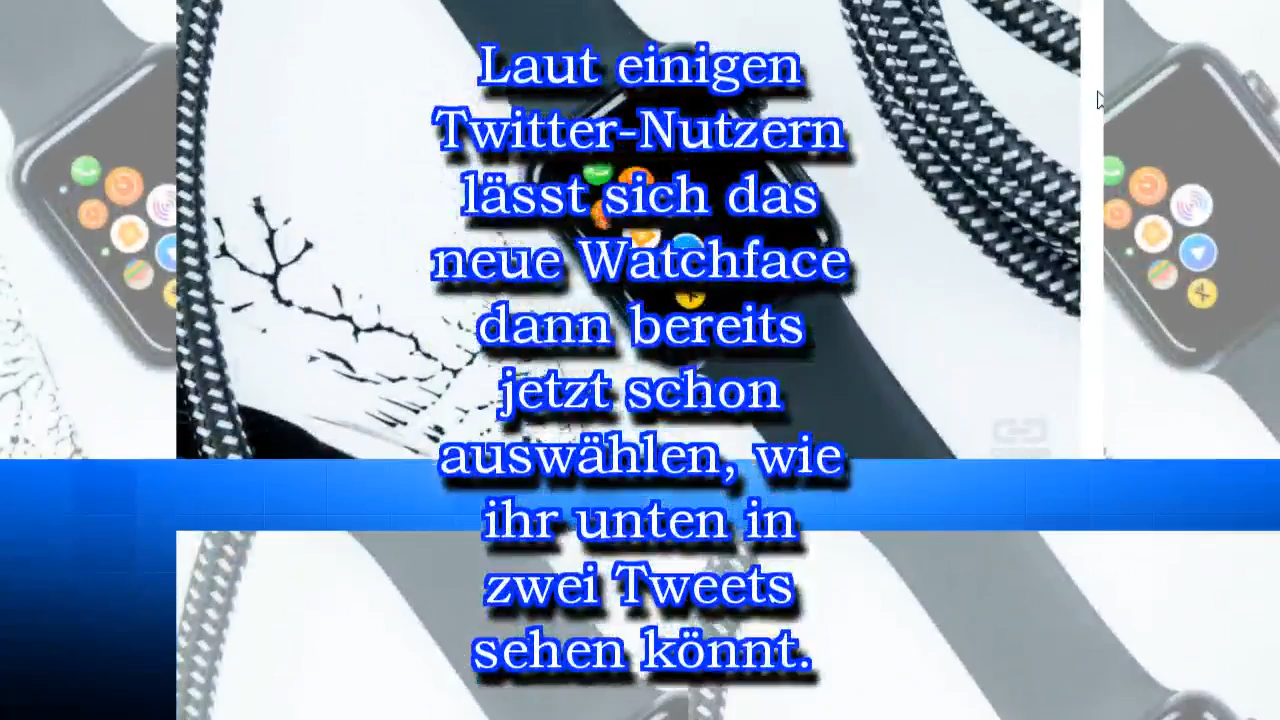 Laut einigen
Twitter-Nutzern
lässt sich das
neue Watchface
dann bereits
jetzt schon
auswählen, wie
ihr unten in
zwei Tweets
sehen könnt.